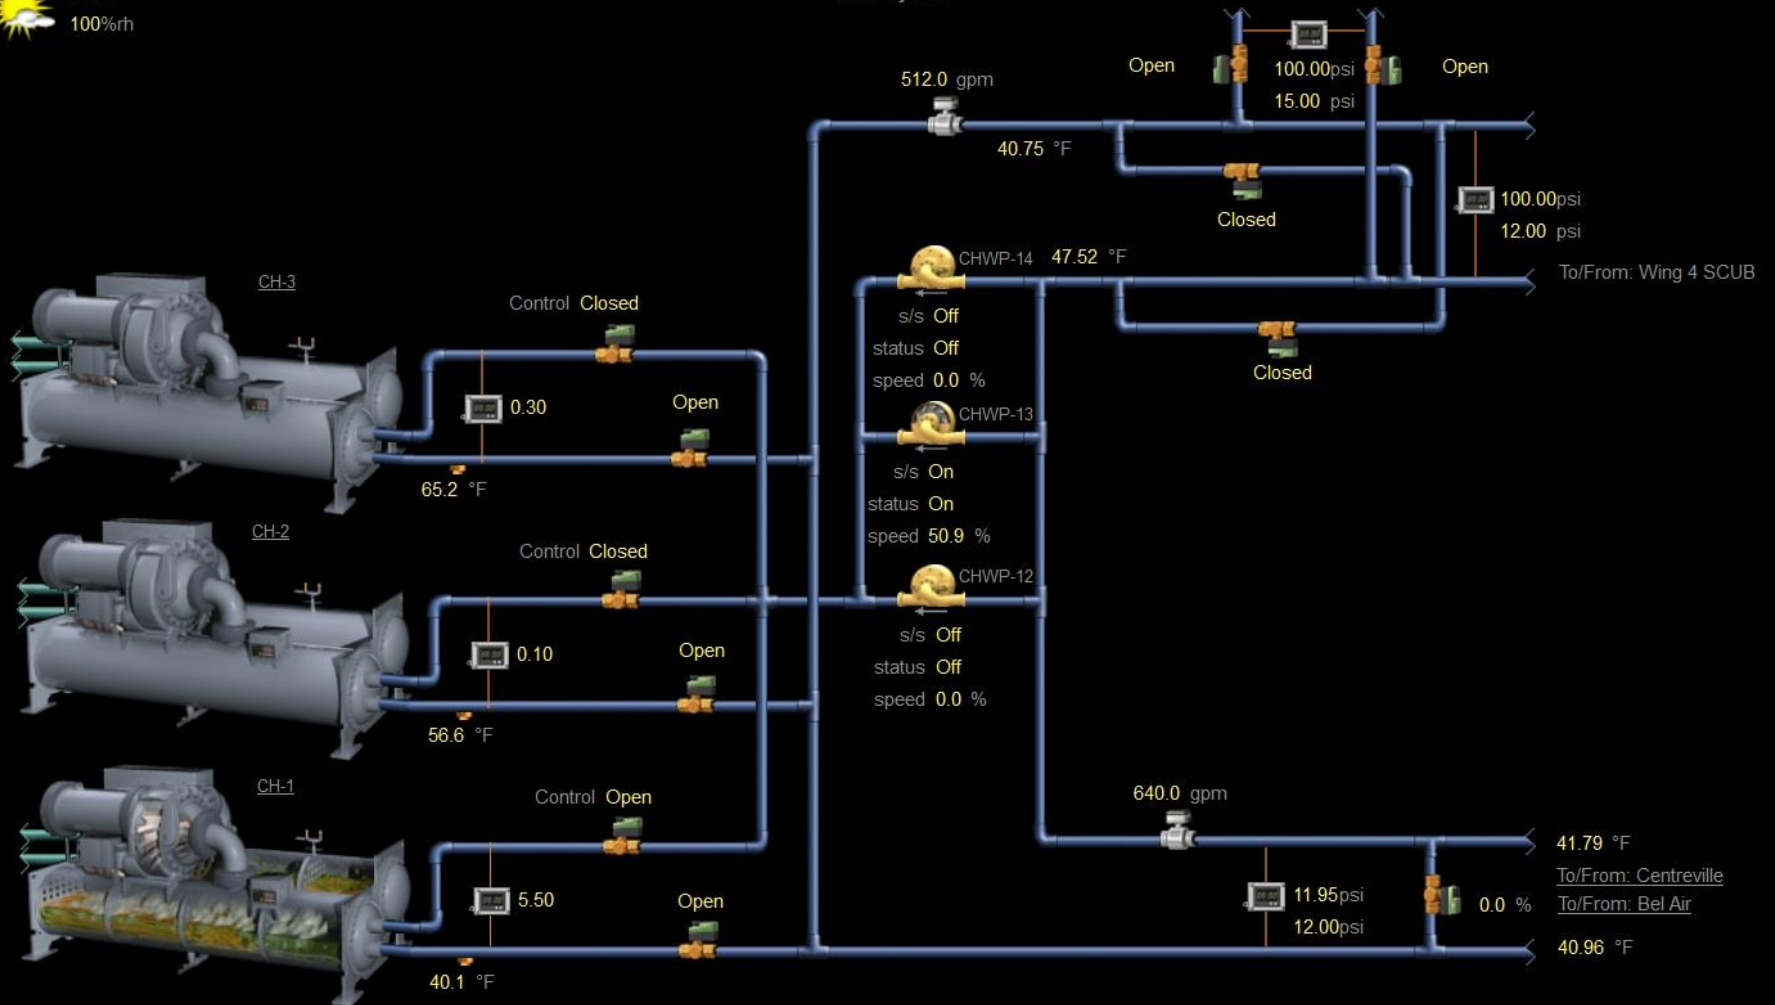 100%rh
512.0 gpm
40.75 °F
Open
100.00psi
15.00 psi
Open
Closed
100.00psi
12.00 psi
To/From: Wing 4 SCUB
CHWP-14
47.52 °F
s/s Off
status Off
speed 0.0 %
Closed
CH-3
Control Closed
0.30
Open
65.2 °F
CHWP-13
s/s On
status On
speed 50.9 %
CH-2
Control Closed
0.10
Open
56.6 °F
CHWP-12
s/s Off
status Off
speed 0.0 %
CH-1
Control Open
5.50
Open
40.1 °F
640.0 gpm
41.79 °F
To/From: Centreville
To/From: Bel Air
11.95psi
12.00psi
0.0 %
40.96 °F